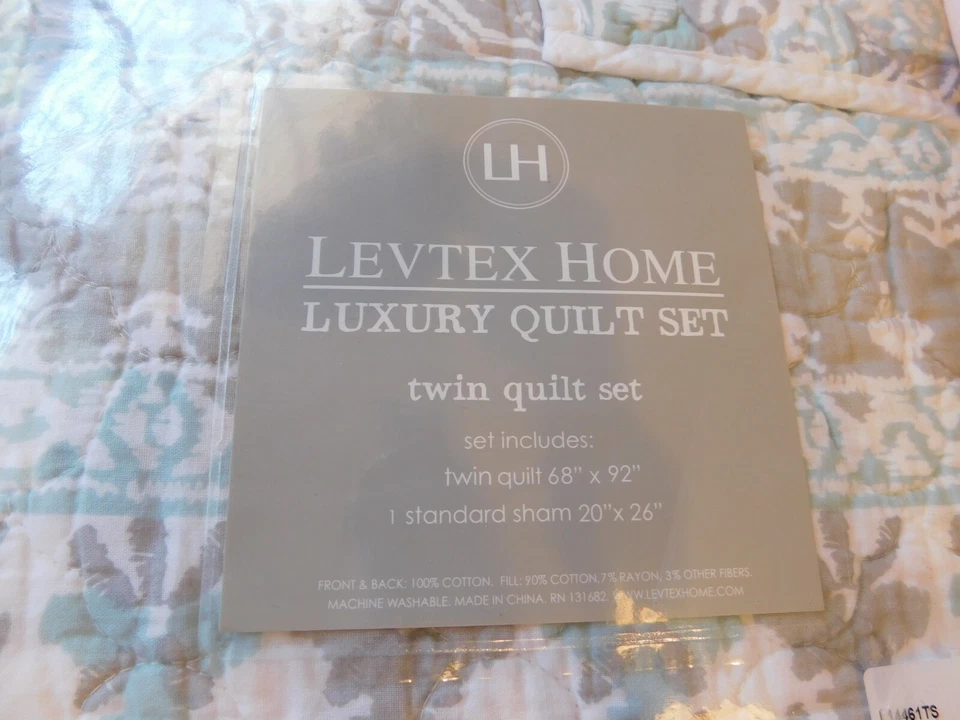 LH
LEVTEX HOME
LUXURY QUILT SET
twin quilt set
set includes:
twin quilt 68" x 92"
1 standard sham 20"x 26"
FRONT & BACK: 100% COTTON. FILL: 90% COTTON.7% RAYON, 3% OTHER FIBERS.
MACHINE WASHABLE. MADE IN CHINA. RN 131682. WWW.LEVTEXHOME.COM